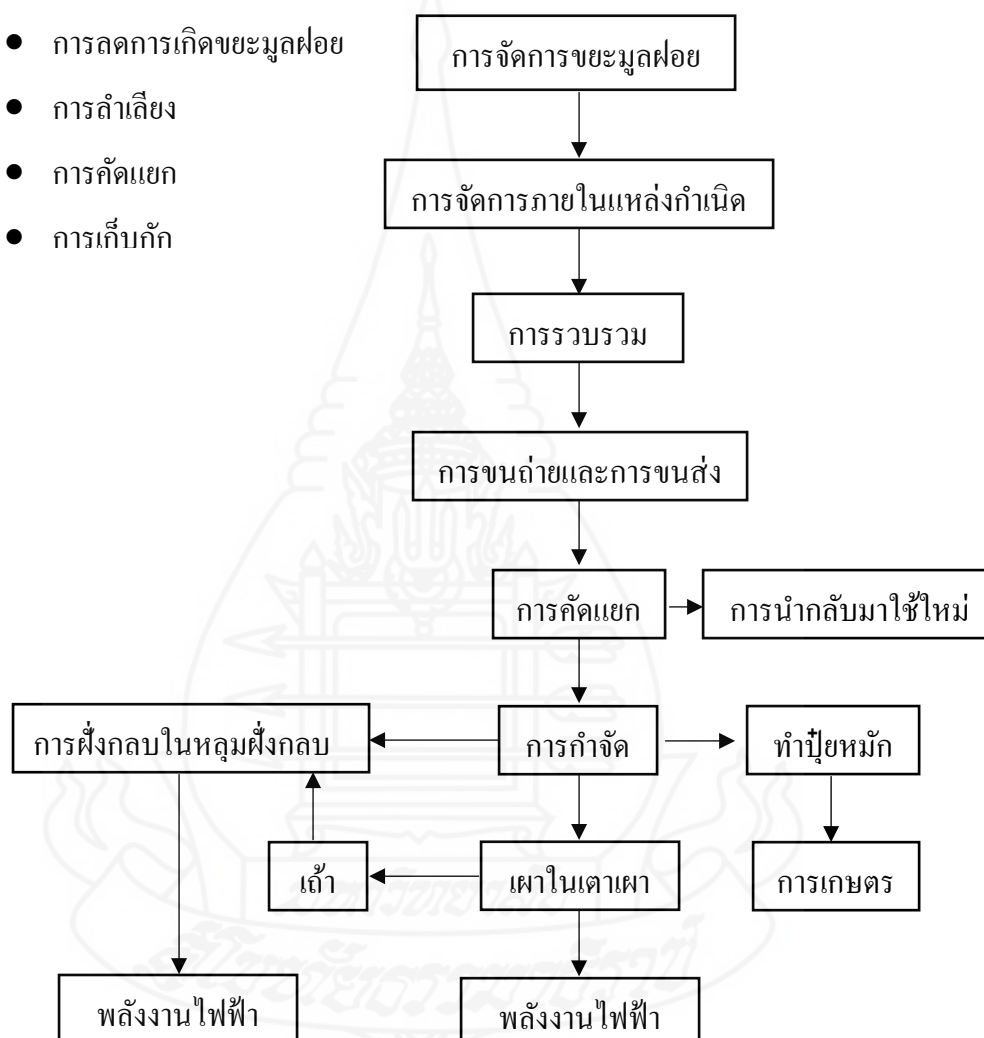 การลดการเกิดขยะมูลฝอย
การลำเลียง
การคัดแยก
การเก็บกัก
การจัดการขยะมูลฝอย
การจัดการภายในแหล่งกำเนิด
การรวบรวม
การขนถ่ายและการขนส่ง
การคัดแยก
การนำกลับมาใช้ใหม่
การฝั่งกลบในหลุมฝั่งกลบ
การกำจัด
ทำปุ๋ยหมัก
เถ้า
เผาในเตาเผา
การเกษตร
พลังงานไฟฟ้า
พลังงานไฟฟ้า